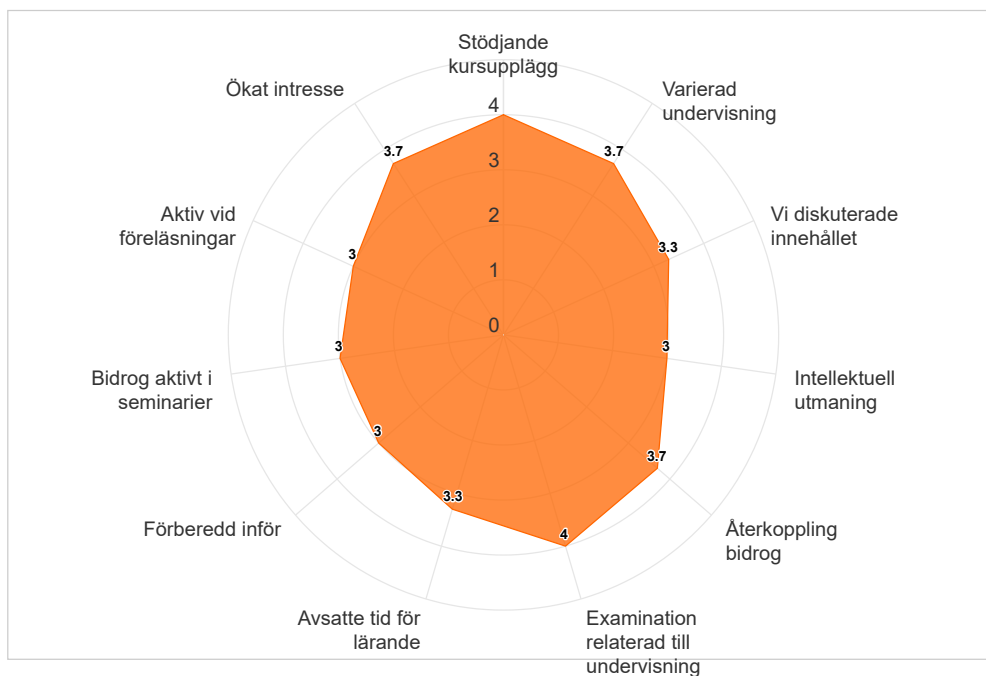 Stödjande
kursupplägg
Ökat intresse
Varierad
undervisning
4
3.7
3.7
3
Aktiv vid
föreläsningar
Vi diskuterade
innehållet
2
3
3.3
1
0
3
3
Bidrog aktivt i
seminarier
Intellektuell
utmaning
3
3.7
3.3
Förberedd inför
Återkoppling
bidrog
4
Avsatte tid för
lärande
Examination
relaterad till
undervisning